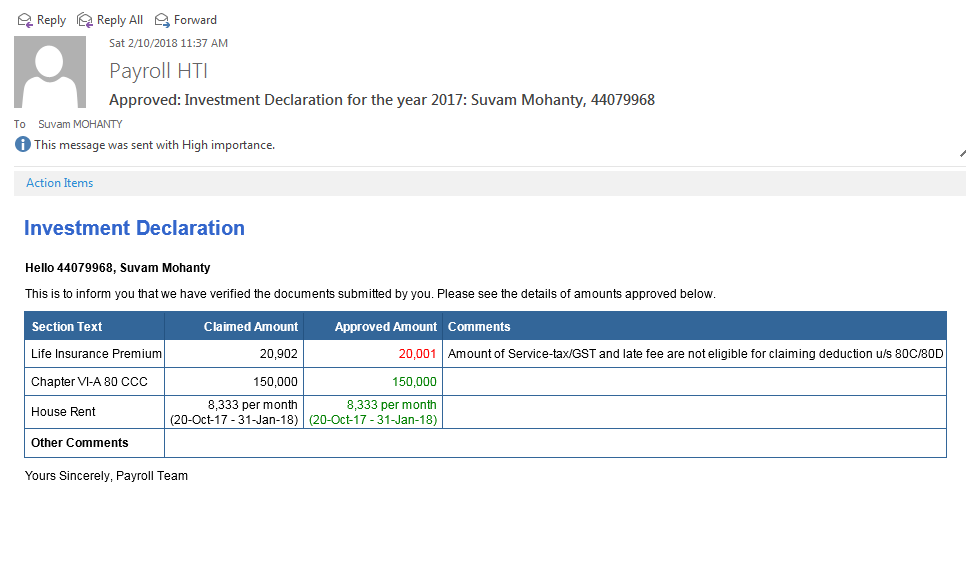 Reply Reply All Forward
Sat 2/10/2018 11:37 AM
Payroll HTI
Approved: Investment Declaration for the year 2017: Suvam Mohanty, 44079968
To Suvam MOHANTY
This message was sent with High importance.
Action Items
Investment Declaration
Hello 44079968, Suvam Mohanty
This is to inform you that we have verified the documents submitted by you. Please see the details of amounts approved below.
Section Text Claimed Amount Approved Amount Comments
Life Insurance Premium 20,902 20,001 Amount of Service-tax/GST and late fee are not eligible for claiming deduction u/s 80C/80D
Chapter VI-A 80 CCC 150,000 150,000
House Rent 8,333 per month 8,333 per month
(20-Oct-17 - 31-Jan-18) (20-Oct-17 - 31-Jan-18)
Other Comments
Yours Sincerely, Payroll Team